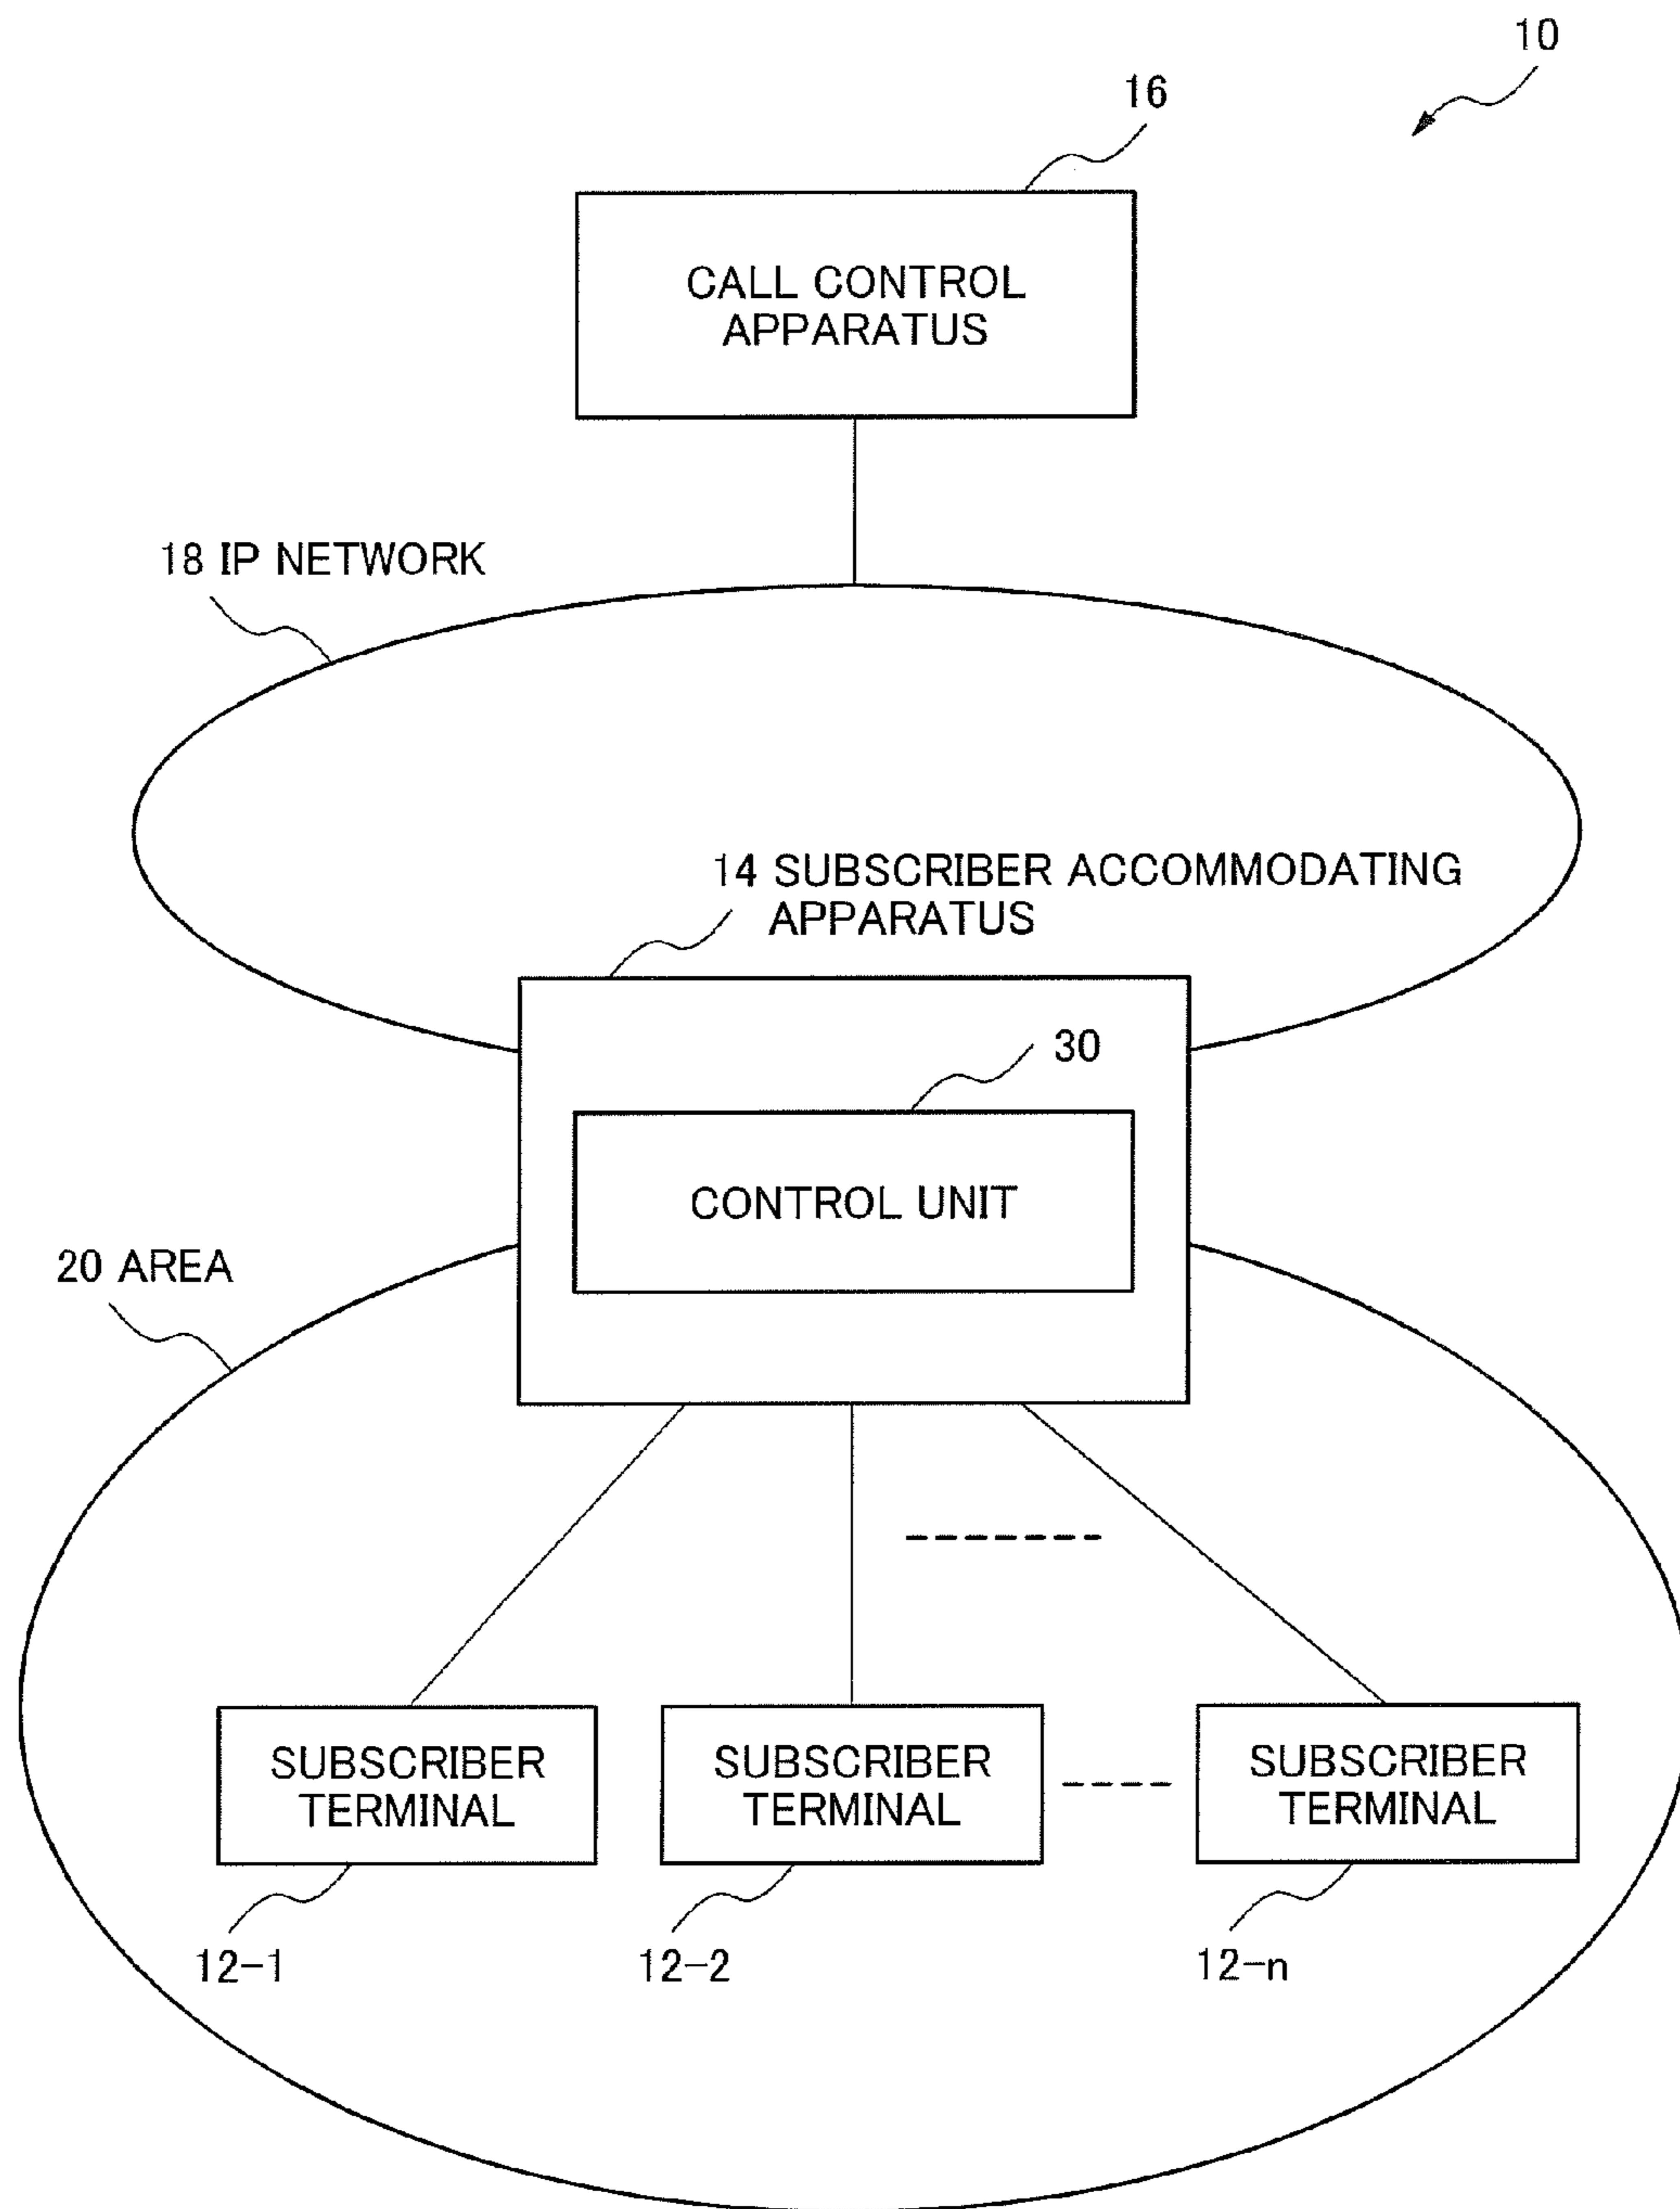 10
16
CALL CONTROL
APPARATUS
18 IP NETWORK
14 SUBSCRIBER ACCOMMODATING
APPARATUS
30
CONTROL UNIT
20 AREA
SUBSCRIBER
TERMINAL
SUBSCRIBER
TERMINAL
SUBSCRIBER
TERMINAL
12-1
12-2
12-n